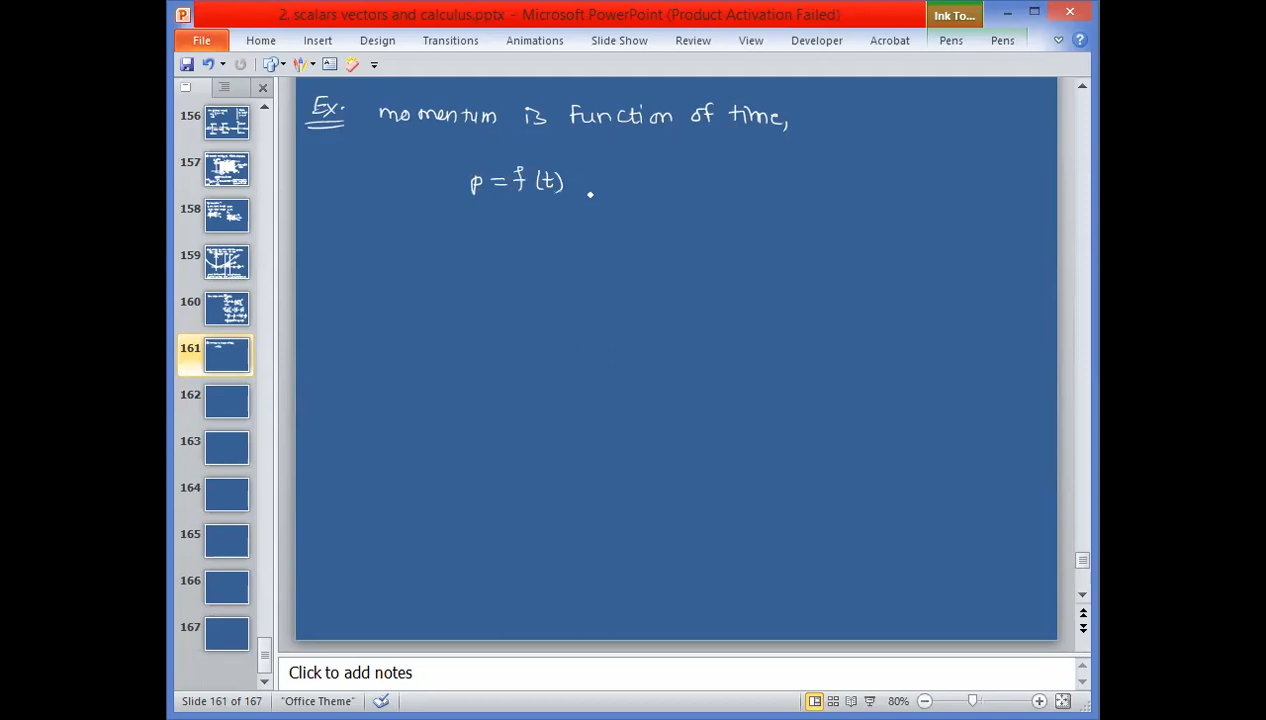 2. scalars vectors and calculus.pptx - Microsoft PowerPoint (Product Activation Failed)
Ink To...
File Home Insert Design Transitions Animations Slide Show Review View Developer Acrobat Pens Pens
Ex. momentum is function of time,
p = f (t)
156
157
158
159
160
161
162
163
164
165
166
167
Click to add notes
Slide 161 of 167 "Office Theme" 80%